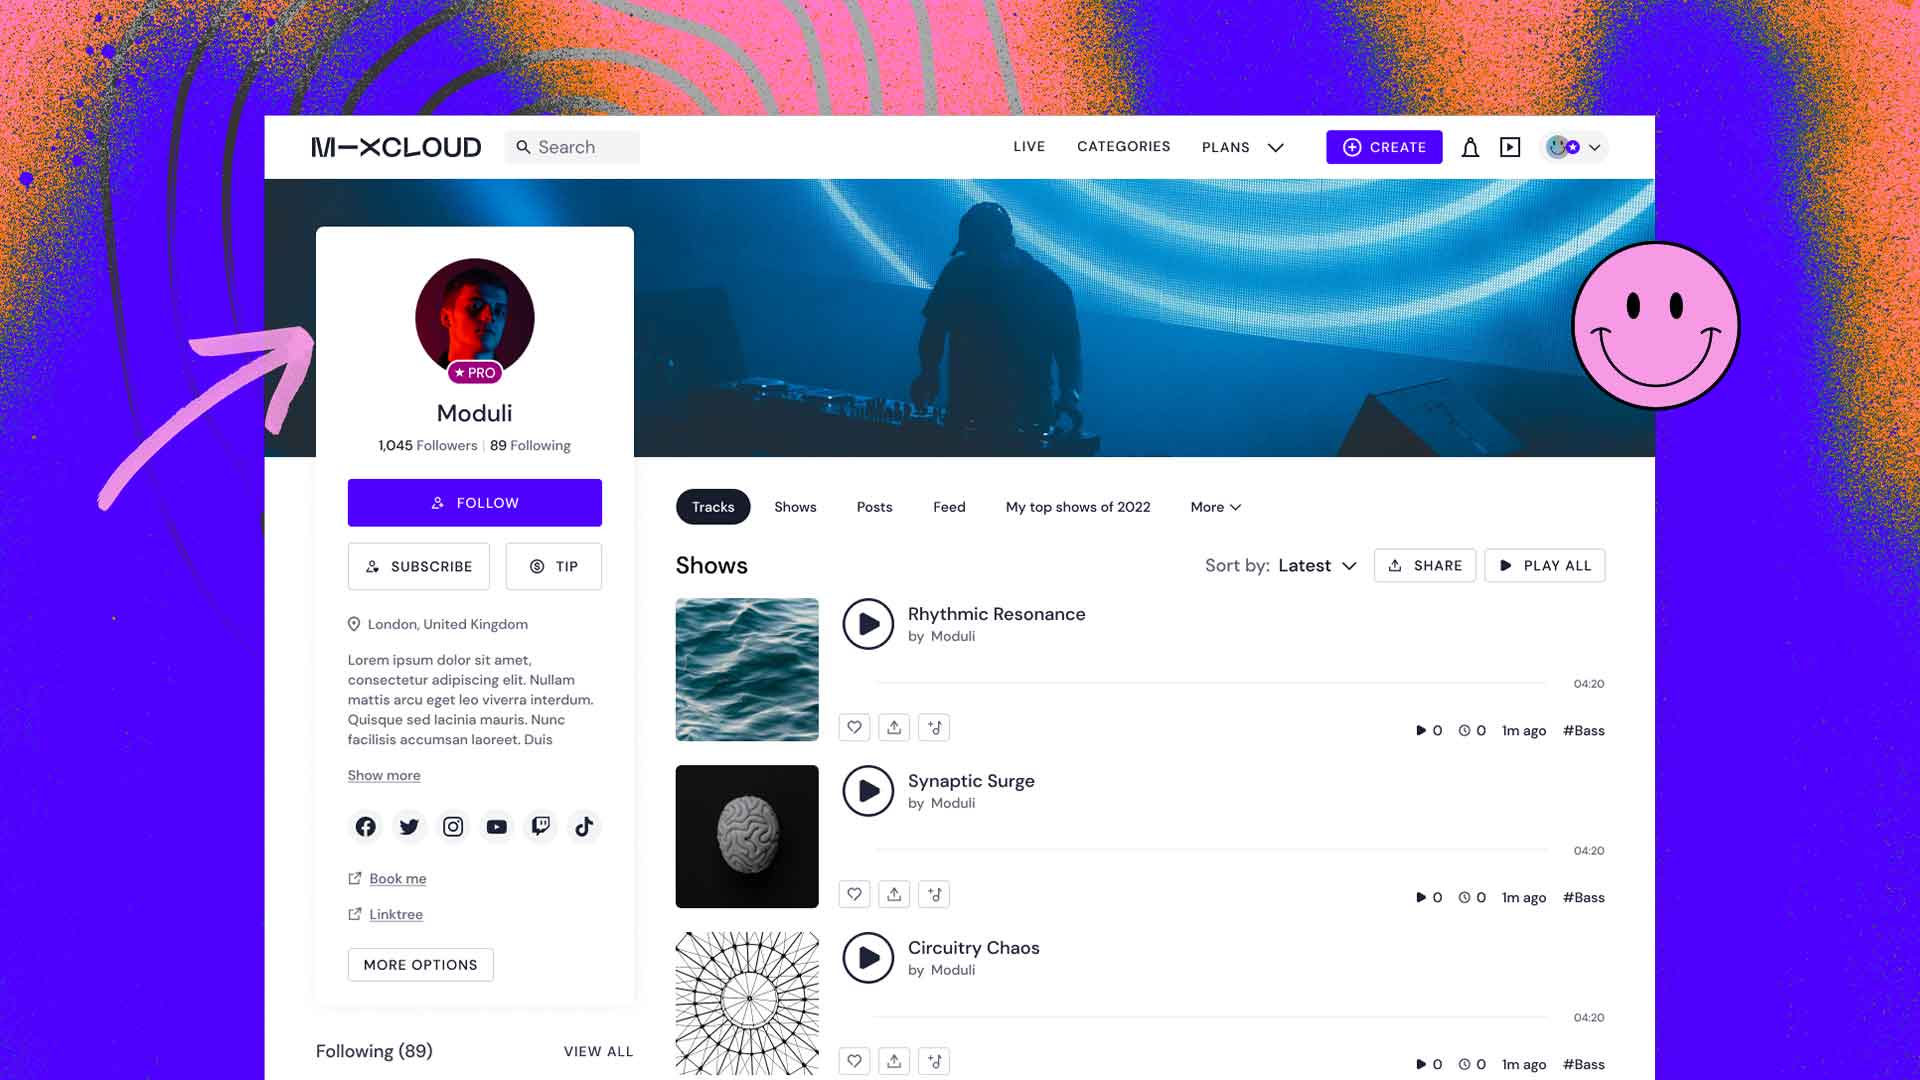 M-XCLOUD
Search
LIVE
CATEGORIES
PLANS
CREATE
PRO
Moduli
1,045 Followers | 89 Following
FOLLOW
SUBSCRIBE
TIP
London, United Kingdom
Lorem ipsum dolor sit amet,
consectetur adipiscing elit. Nullam
mattis arcu eget leo viverra interdum.
Quisque sed lacinia mauris. Nunc
facilisis accumsan laoreet. Duis
Show more
Book me
Linktree
MORE OPTIONS
Following (89)
VIEW ALL
Tracks
Shows
Posts
Feed
My top shows of 2022
More
Shows
Sort by: Latest
SHARE
PLAY ALL
Rhythmic Resonance
by Moduli
04:20
0
0
1m ago
#Bass
Synaptic Surge
by Moduli
04:20
0
0
1m ago
#Bass
Circuitry Chaos
by Moduli
04:20
0
0
1m ago
#Bass